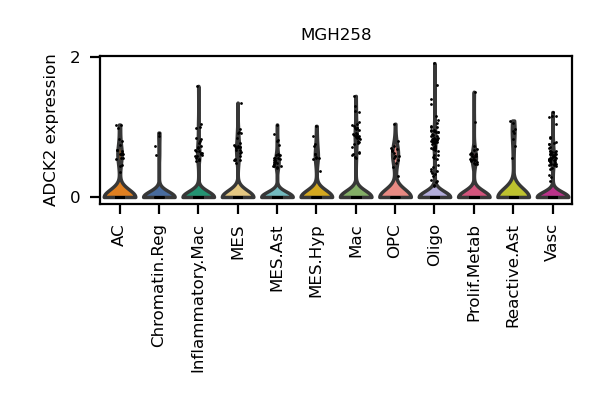 MGH258
ADCK2 expression
2
0
AC
Chromatin.Reg
Inflammatory.Mac
MES
MES.Ast
MES.Hyp
Mac
OPC
Oligo
Prolif.Metab
Reactive.Ast
Vasc